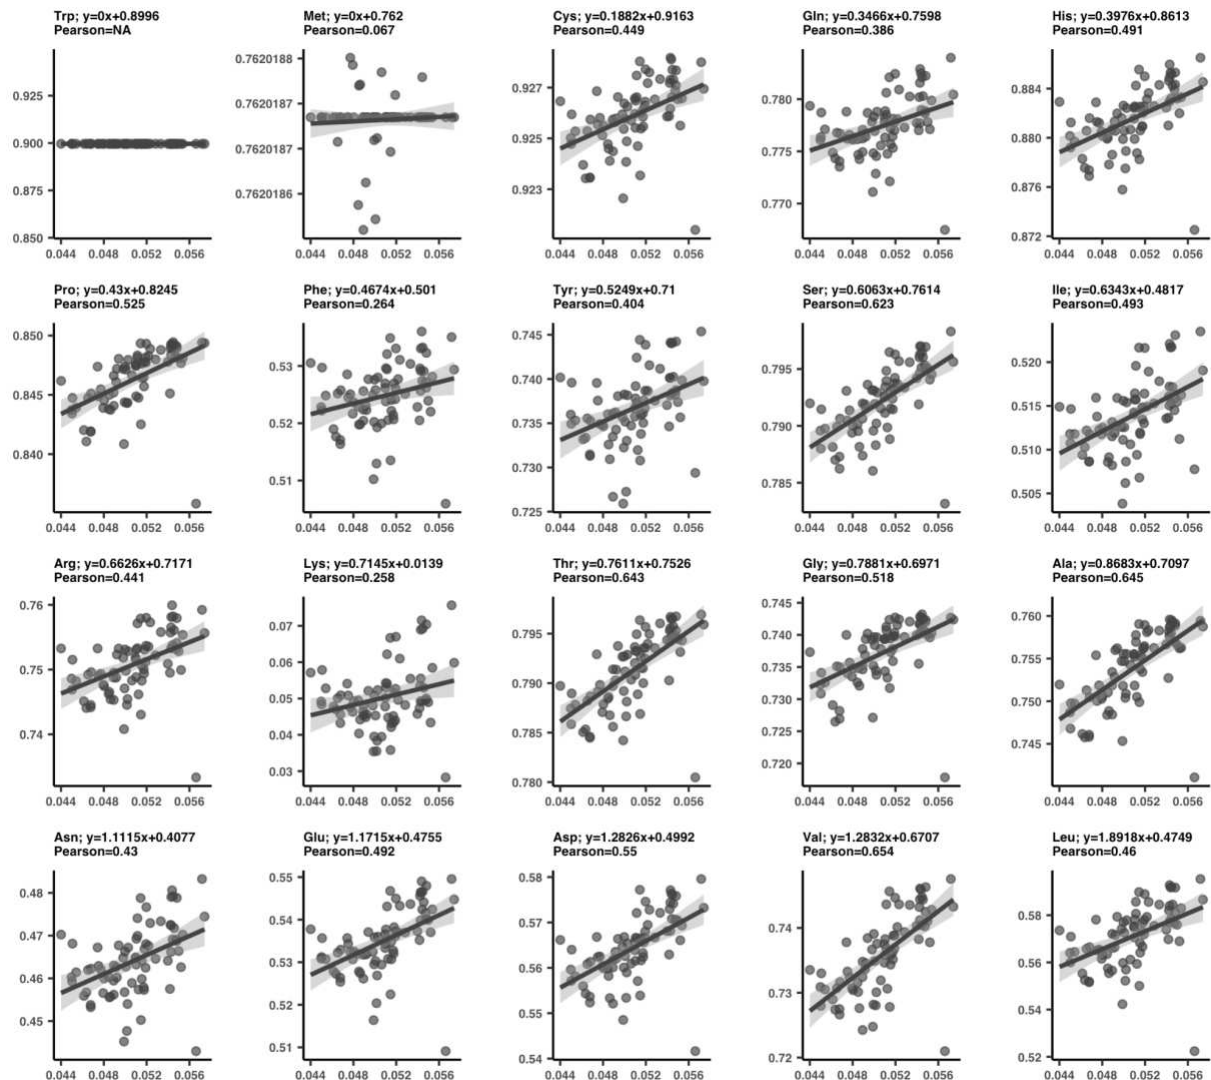 Trp; y=0x+0.8996
Pearson=NA
0.925
0.900
0.875
0.850
0.044 0.048 0.052 0.056
Met; y=0x+0.762
Pearson=0.067
0.7620188
0.7620187
0.7620187
0.7620186
0.044 0.048 0.052 0.056
Cys; y=0.1882x+0.9163
Pearson=0.449
0.927
0.925
0.923
0.044 0.048 0.052 0.056
Gln; y=0.3466x+0.7598
Pearson=0.386
0.780
0.775
0.770
0.044 0.048 0.052 0.056
His; y=0.3976x+0.8613
Pearson=0.491
0.884
0.880
0.876
0.872
0.044 0.048 0.052 0.056
Pro; y=0.43x+0.8245
Pearson=0.525
0.850
0.845
0.840
0.044 0.048 0.052 0.056
Phe; y=0.4674x+0.501
Pearson=0.264
0.53
0.52
0.51
0.044 0.048 0.052 0.056
Tyr; y=0.5249x+0.71
Pearson=0.404
0.745
0.740
0.735
0.730
0.725
0.044 0.048 0.052 0.056
Ser; y=0.6063x+0.7614
Pearson=0.623
0.795
0.790
0.785
0.044 0.048 0.052 0.056
Ile; y=0.6343x+0.4817
Pearson=0.493
0.520
0.515
0.510
0.505
0.044 0.048 0.052 0.056
Arg; y=0.6626x+0.7171
Pearson=0.441
0.76
0.75
0.74
0.044 0.048 0.052 0.056
Lys; y=0.7145x+0.0139
Pearson=0.258
0.07
0.06
0.05
0.04
0.03
0.044 0.048 0.052 0.056
Thr; y=0.7611x+0.7526
Pearson=0.643
0.795
0.790
0.785
0.780
0.044 0.048 0.052 0.056
Gly; y=0.7881x+0.6971
Pearson=0.518
0.745
0.740
0.735
0.730
0.725
0.720
0.044 0.048 0.052 0.056
Ala; y=0.8683x+0.7097
Pearson=0.645
0.760
0.755
0.750
0.745
0.044 0.048 0.052 0.056
Asn; y=1.1115x+0.4077
Pearson=0.43
0.48
0.47
0.46
0.45
0.044 0.048 0.052 0.056
Glu; y=1.1715x+0.4755
Pearson=0.492
0.55
0.54
0.53
0.52
0.51
0.044 0.048 0.052 0.056
Asp; y=1.2826x+0.4992
Pearson=0.55
0.58
0.57
0.56
0.55
0.54
0.044 0.048 0.052 0.056
Val; y=1.2832x+0.6707
Pearson=0.654
0.74
0.73
0.72
0.044 0.048 0.052 0.056
Leu; y=1.8918x+0.4749
Pearson=0.46
0.58
0.56
0.54
0.52
0.044 0.048 0.052 0.056